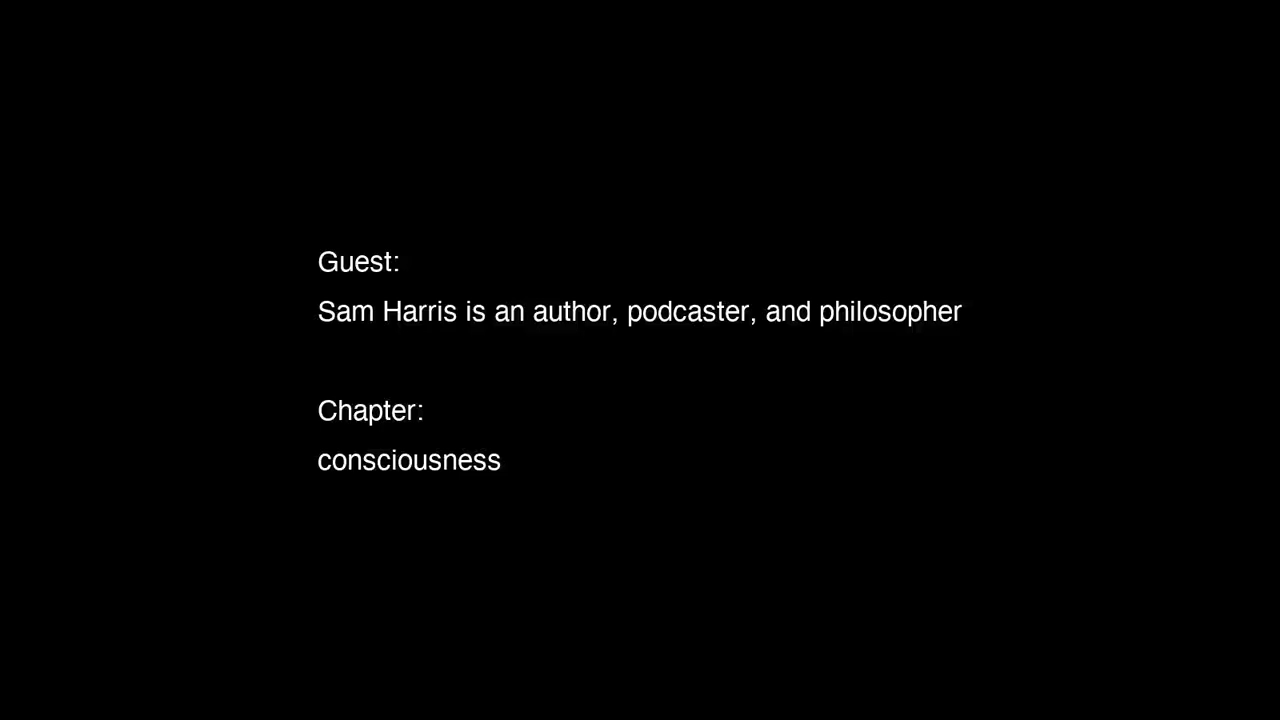 Guest:
Sam Harris is an author, podcaster, and philosopher
Chapter:
consciousness